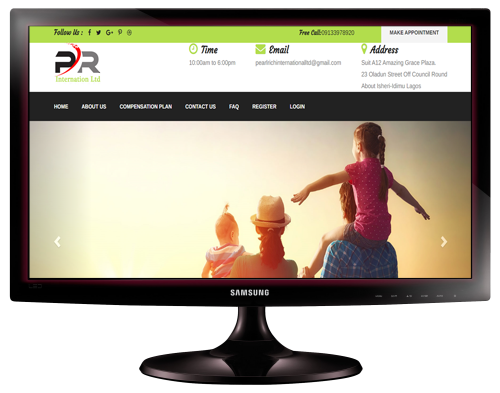 Follow Us :
Free Call:09133978920
MAKE APPOINTMENT
PR
Internation Ltd
Time
10:00am to 6:00pm
Email
pearlrichinternationalltd@gmail.com
Address
Suit A12 Amazing Grace Plaza.
23 Oladun Street Off Council Round
About Isheri-Idimu Lagos
HOME ABOUT US COMPENSATION PLAN CONTACT US FAQ REGISTER LOGIN
SAMSUNG